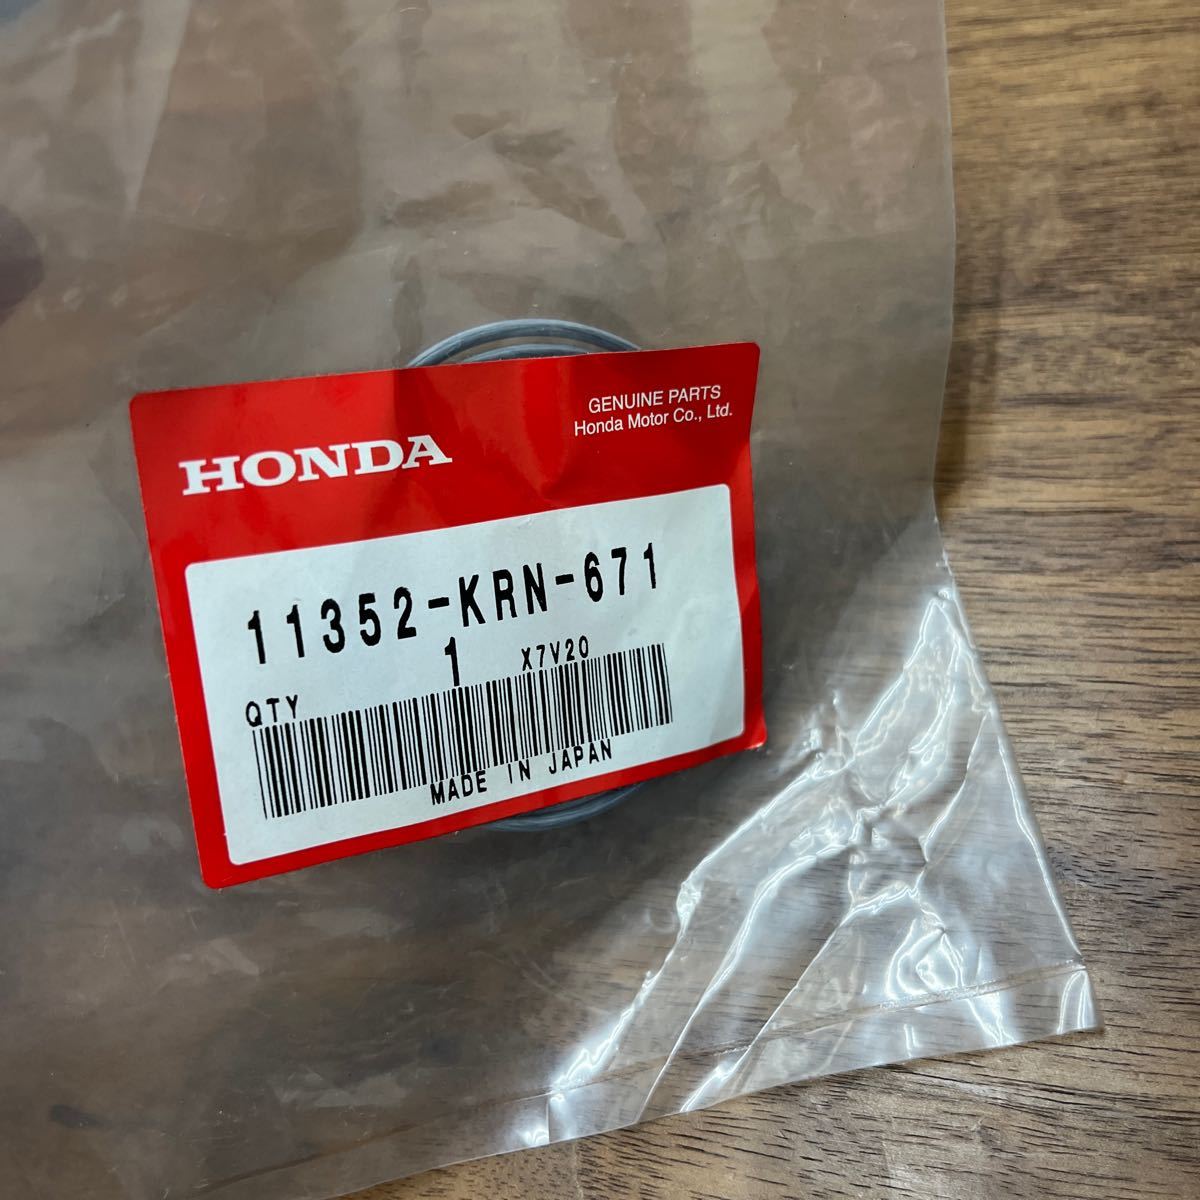 HONDA
GENUINE PARTS
Honda Motor Co., Ltd.
11352-KRN-671
1 X7V20
QTY
MADE IN JAPAN